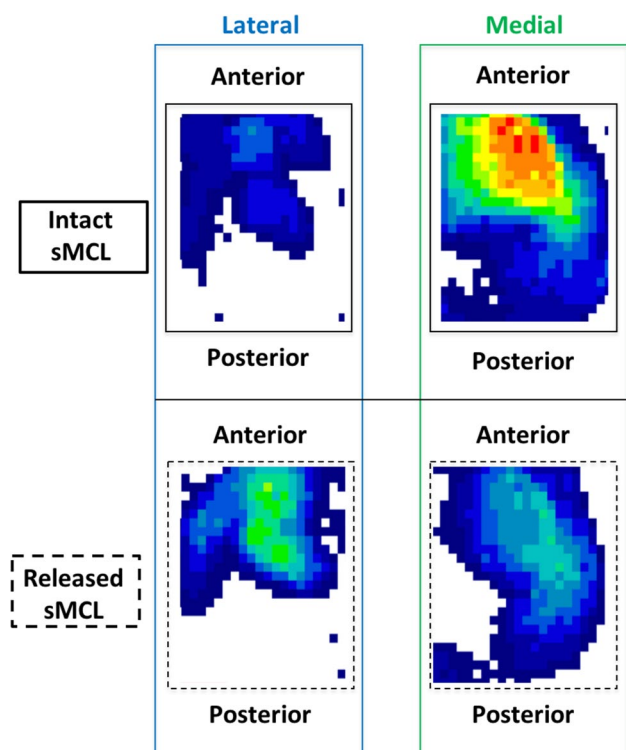 Lateral
Medial
Anterior
Anterior
Intact
sMCL
Posterior
Posterior
Anterior
Anterior
Released
sMCL
Posterior
Posterior